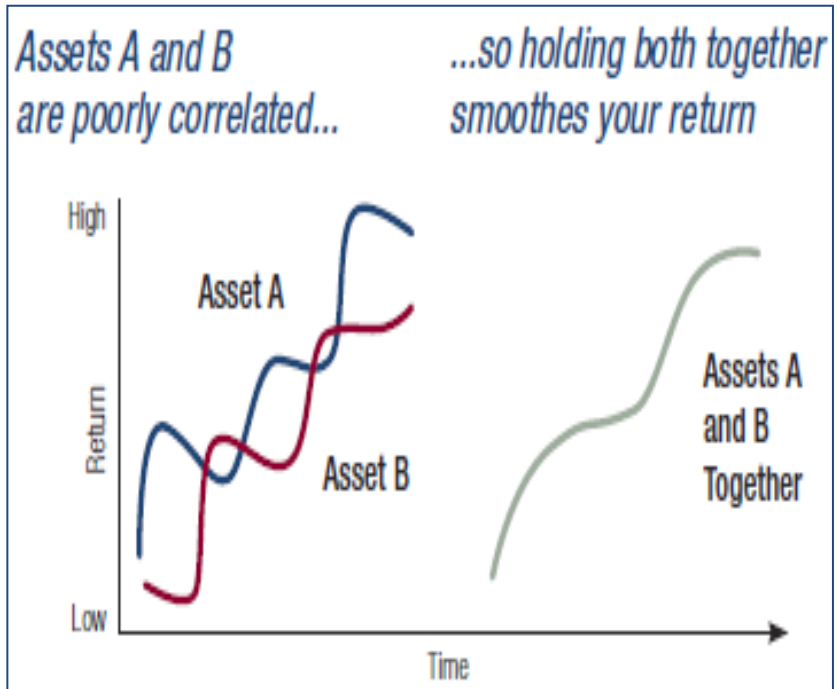 Assets A and B
are poorly correlated...
...so holding both together
smoothes your return
High
Asset A
Return
Asset B
Low
Assets A
and B
Together
Time